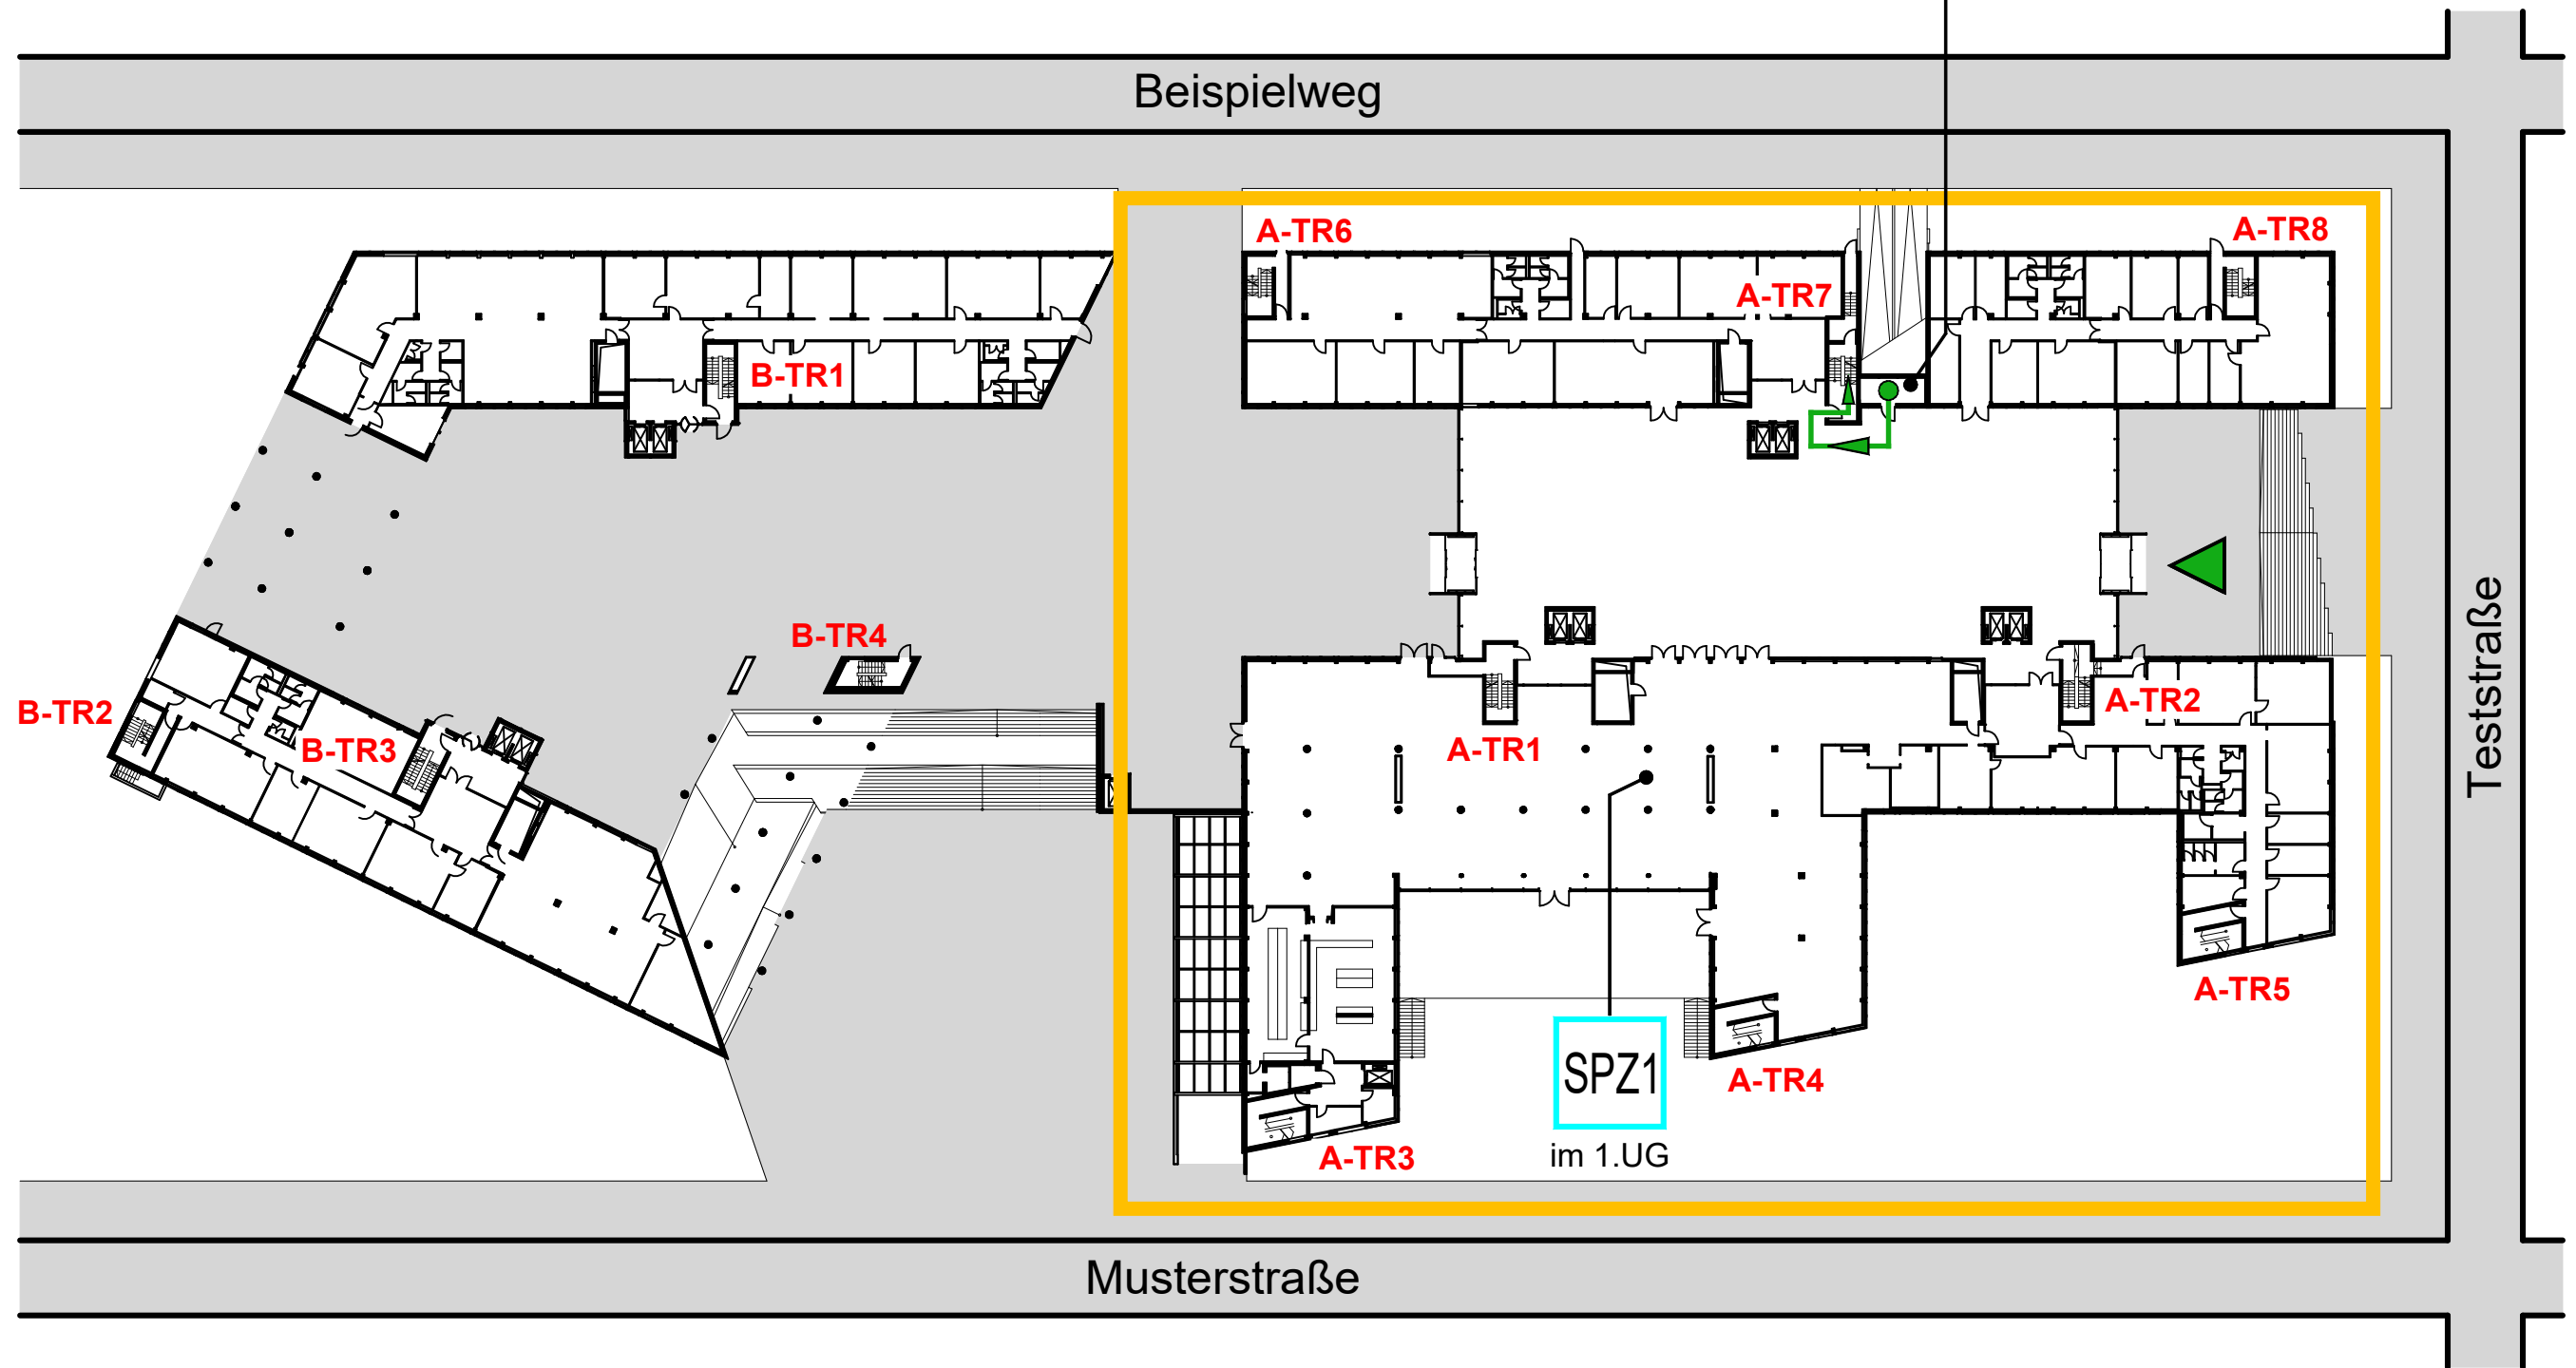 Beispielweg
A-TR6
A-TR8
A-TR7
B-TR1
B-TR4
B-TR2
B-TR3
A-TR1
A-TR2
Teststraße
A-TR5
SPZ1
A-TR4
im 1.UG
A-TR3
Musterstraße